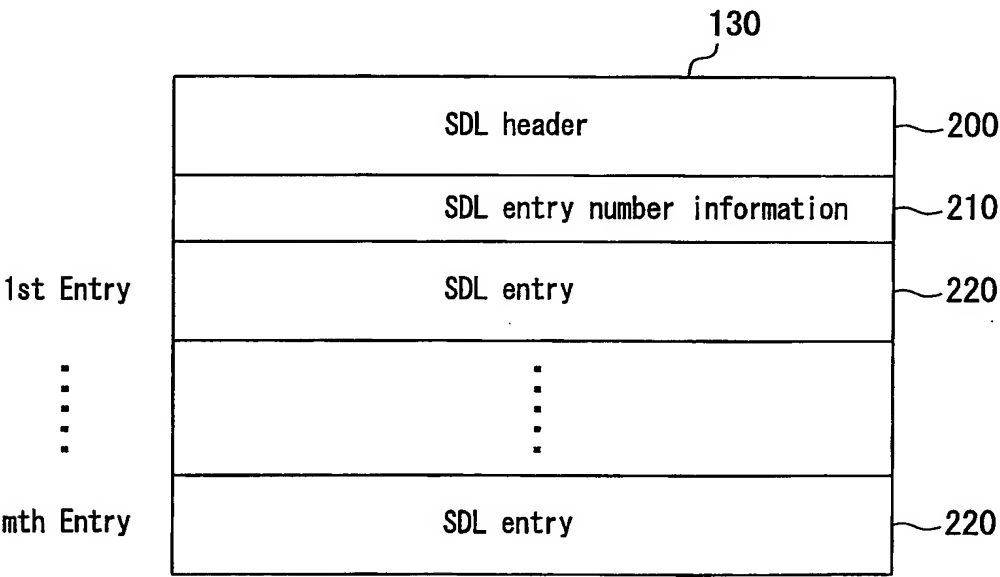 130
SDL header 200
SDL entry number information 210
1st Entry SDL entry 220
mth Entry SDL entry 220